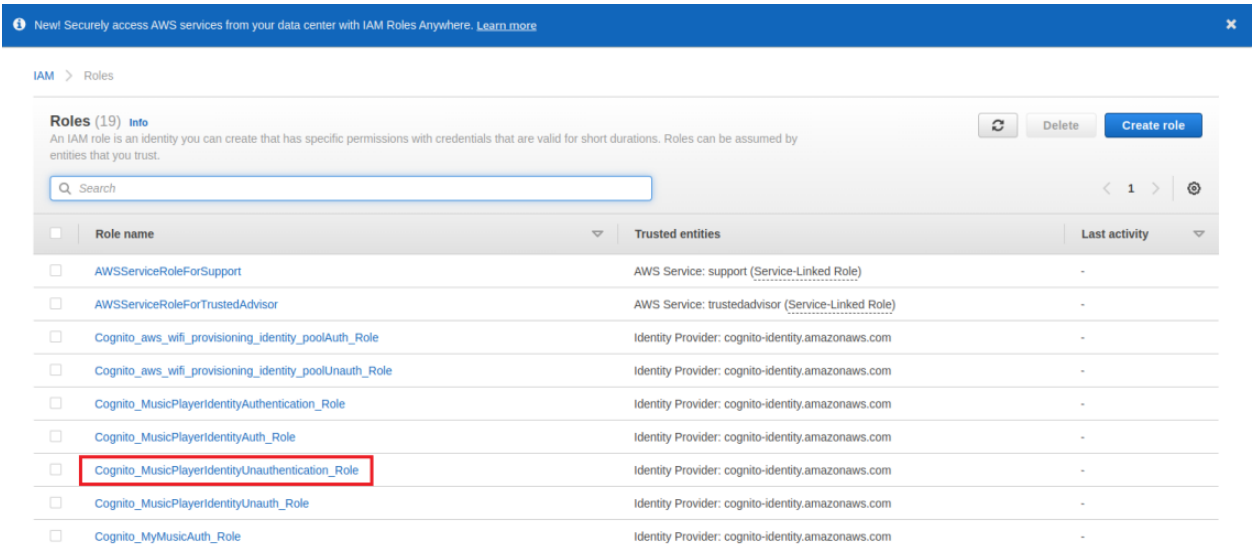 New! Securely access AWS services from your data center with IAM Roles Anywhere. Learn more
IAM > Roles
Roles (19) Info
An IAM role is an identity you can create that has specific permissions with credentials that are valid for short durations. Roles can be assumed by
entities that you trust.
Delete
Create role
Search
1
Role name Trusted entities Last activity
AWSServiceRoleForSupport AWS Service: support (Service-Linked Role) -
AWSServiceRoleForTrustedAdvisor AWS Service: trustedadvisor (Service-Linked Role) -
Cognito_aws_wifi_provisioning_identity_poolAuth_Role Identity Provider: cognito-identity.amazonaws.com -
Cognito_aws_wifi_provisioning_identity_poolUnauth_Role Identity Provider: cognito-identity.amazonaws.com -
Cognito_MusicPlayerIdentityAuthentication_Role Identity Provider: cognito-identity.amazonaws.com -
Cognito_MusicPlayerIdentityAuth_Role Identity Provider: cognito-identity.amazonaws.com -
Cognito_MusicPlayerIdentityUnauthentication_Role Identity Provider: cognito-identity.amazonaws.com -
Cognito_MusicPlayerIdentityUnauth_Role Identity Provider: cognito-identity.amazonaws.com -
Cognito_MyMusicAuth_Role Identity Provider: cognito-identity.amazonaws.com -